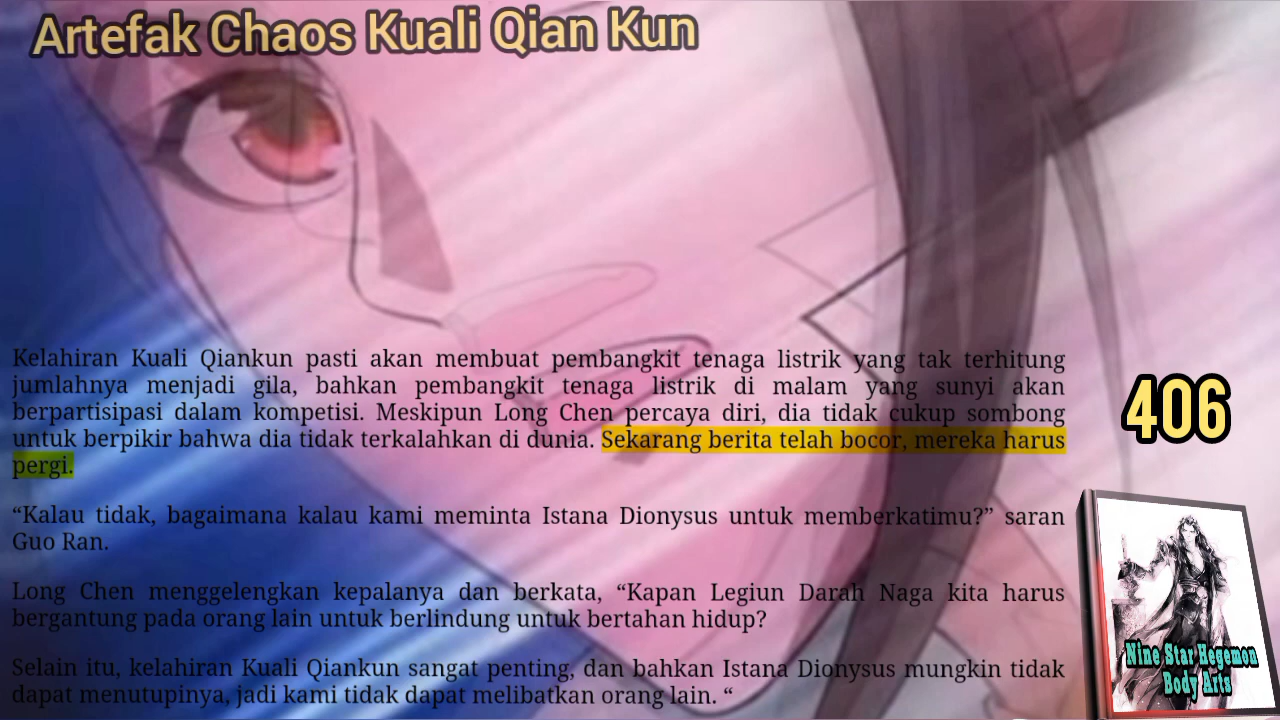 Artefak Chaos Kuali Qian Kun
Kelahiran Kuali Qiankun pasti akan membuat pembangkit tenaga listrik yang tak terhitung
jumlahnya menjadi gila, bahkan pembangkit tenaga listrik di malam yang sunyi akan
berpartisipasi dalam kompetisi. Meskipun Long Chen percaya diri, dia tidak cukup sombong
untuk berpikir bahwa dia tidak terkalahkan di dunia. Sekarang berita telah bocor, mereka harus
pergi.
“Kalau tidak, bagaimana kalau kami meminta Istana Dionysus untuk memberkatimu?” saran
Guo Ran.
Long Chen menggelengkan kepalanya dan berkata, “Kapan Legiun Darah Naga kita harus
bergantung pada orang lain untuk berlindung untuk bertahan hidup?
Selain itu, kelahiran Kuali Qiankun sangat penting, dan bahkan Istana Dionysus mungkin tidak
dapat menutupinya, jadi kami tidak dapat melibatkan orang lain. “
406
Nine Star Hegemon
Body Arts